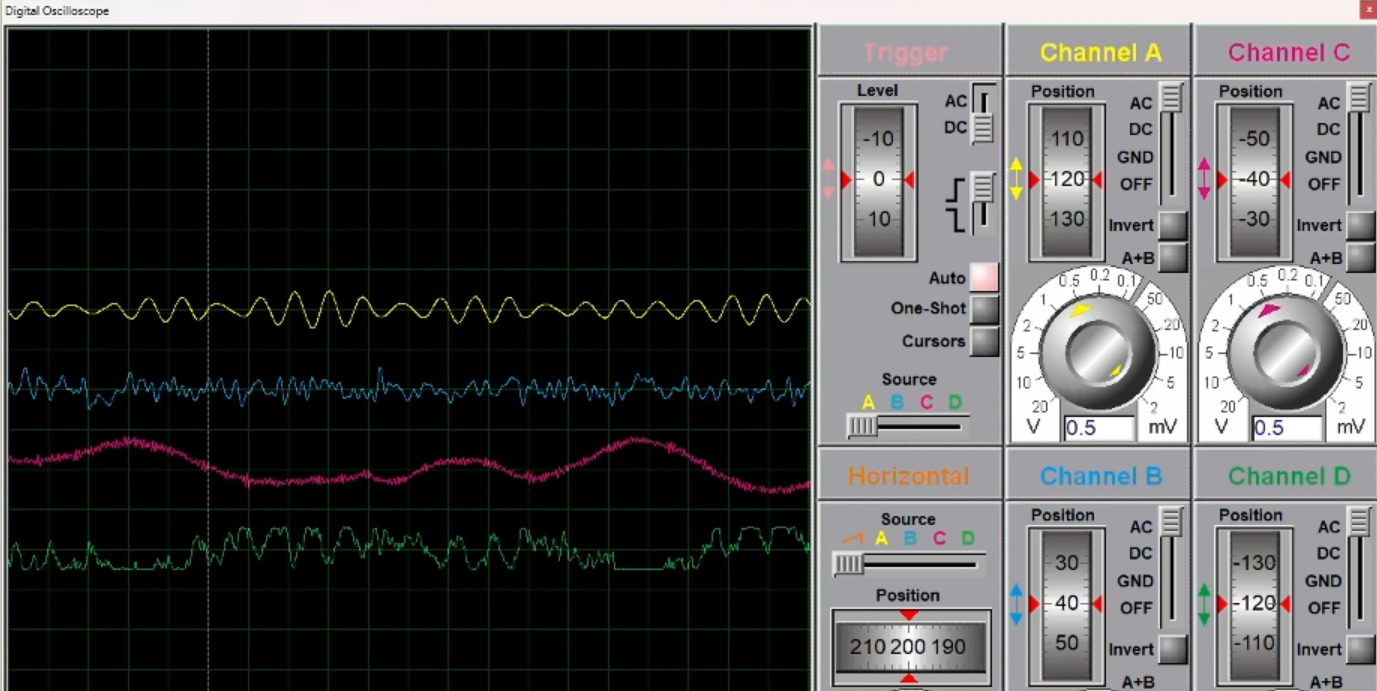 Digital Oscilloscope
x
Trigger
Level
AC
DC
-10
0
10
Auto
One-Shot
Cursors
Source
A B C D
Channel A
Position
AC
DC
GND
OFF
110
120
130
Invert
A+B
0.5 0.2 0.1
1 50
2 20
5 10
10 5
20 2
V 0.5 mV
Channel C
Position
AC
DC
GND
OFF
-50
-40
-30
Invert
A+B
0.5 0.2 0.1
1 50
2 20
5 10
10 5
20 2
V 0.5 mV
Horizontal
Source
A B C D
Position
210 200 190
Channel B
Position
AC
DC
GND
OFF
30
40
50
Invert
A+B
Channel D
Position
AC
DC
GND
OFF
-130
-120
-110
Invert
A+B